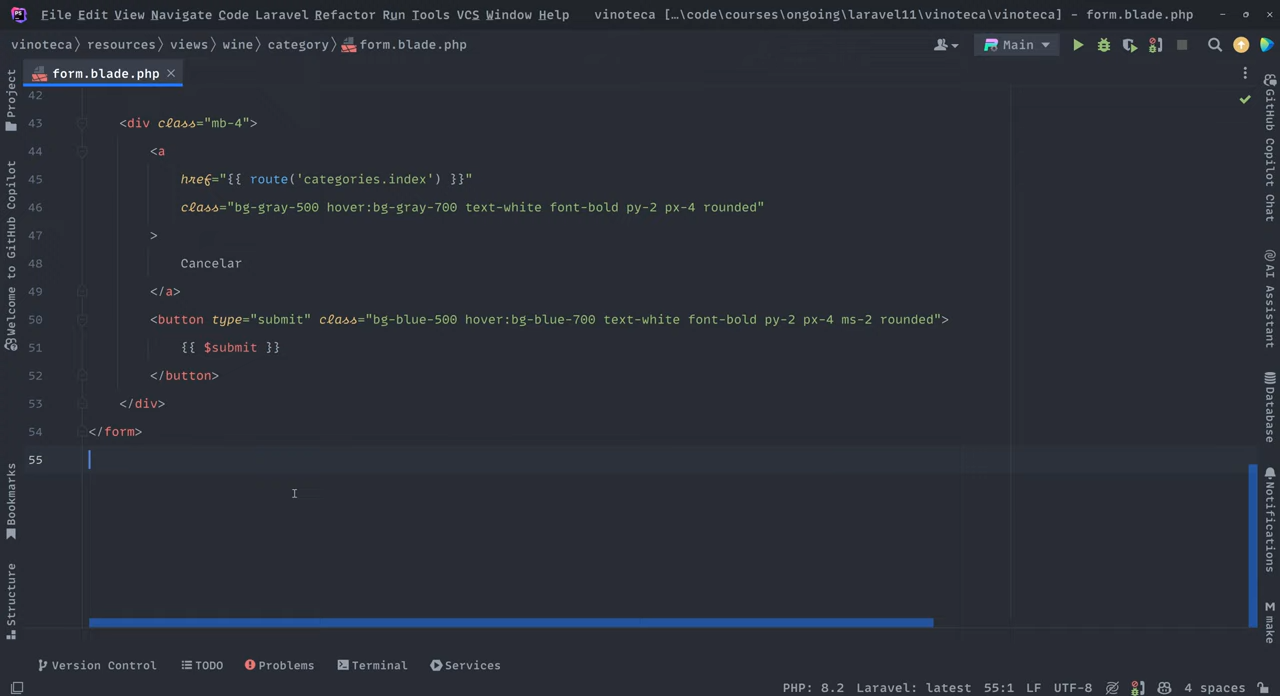 File Edit View Navigate Code Laravel Refactor Run Tools VCS Window Help vinoteca […\code\courses\ongoing\laravel11\vinoteca\vinoteca] - form.blade.php
vinoteca resources views wine category form.blade.php Main
form.blade.php
42
43 <div class="mb-4">
44 <a
45 href="{{ route('categories.index') }}"
46 class="bg-gray-500 hover:bg-gray-700 text-white font-bold py-2 px-4 rounded"
47 >
48 Cancelar
49 </a>
50 <button type="submit" class="bg-blue-500 hover:bg-blue-700 text-white font-bold py-2 px-4 ms-2 rounded">
51 {{ $submit }}
52 </button>
53 </div>
54 </form>
55
Project
Welcome to GitHub Copilot
Bookmarks
Structure
GitHub Copilot Chat
AI Assistant
Database
Notifications
make
Version Control TODO Problems Terminal Services
PHP: 8.2 Laravel: latest 55:1 LF UTF-8 4 spaces